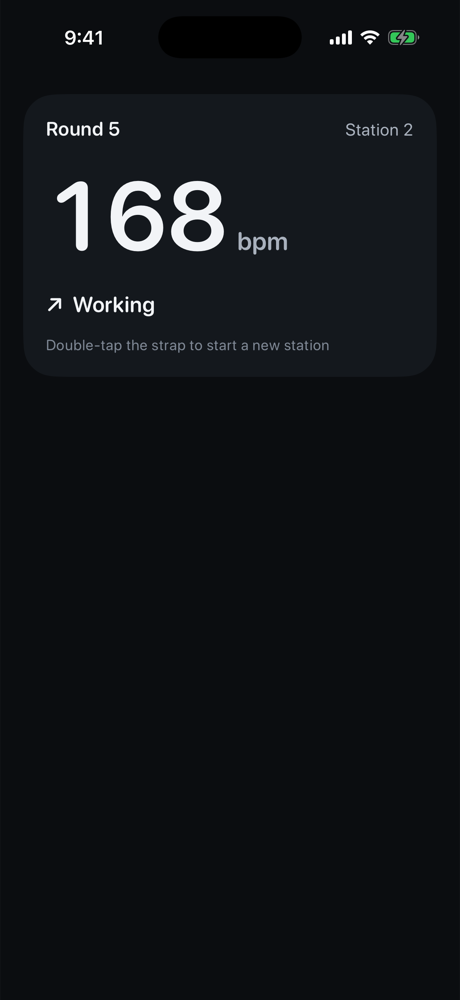 9:41
Round 5
Station 2
168 bpm
Working
Double-tap the strap to start a new station